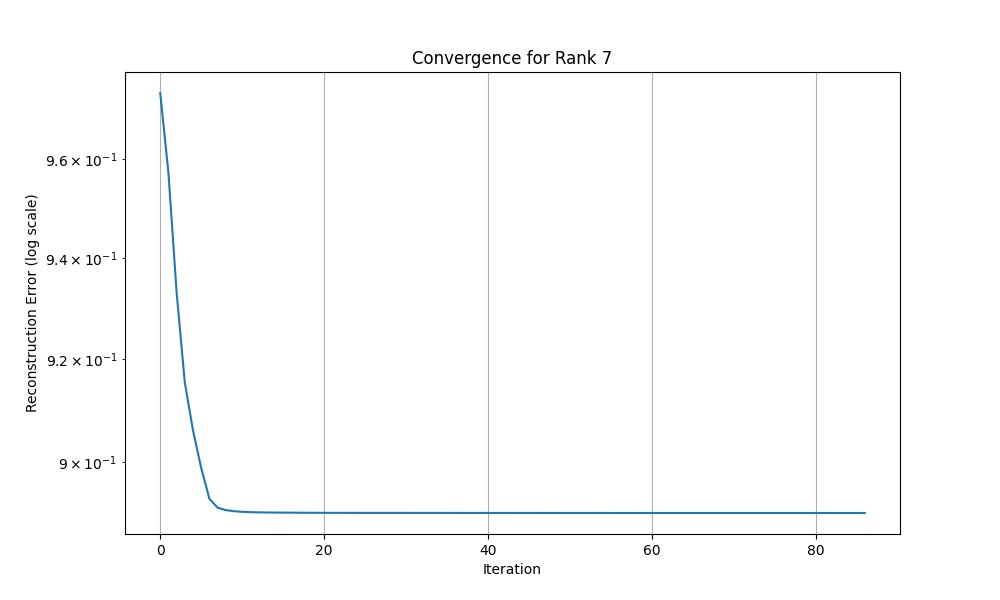 Convergence for Rank 7
Reconstruction Error (log scale)
9.6 × 10⁻¹
9.4 × 10⁻¹
9.2 × 10⁻¹
9 × 10⁻¹
0 20 40 60 80
Iteration